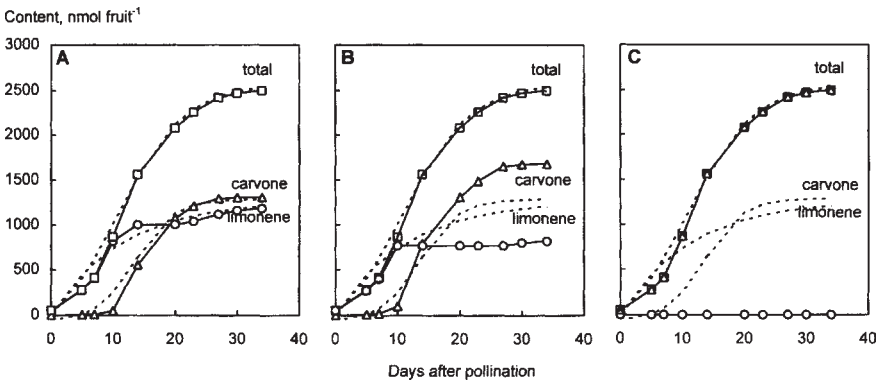 Content, nmol fruit⁻¹
3000
2500
2000
1500
1000
500
0
A
total
carvone
limonene
0 10 20 30 40
B
total
carvone
limonene
0 10 20 30 40
C
total
carvone
limonene
0 10 20 30 40
Days after pollination